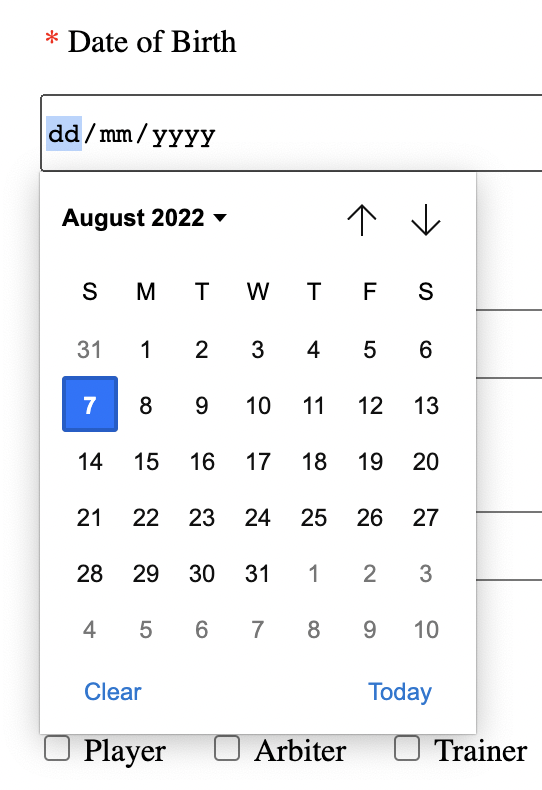 * Date of Birth
dd/mm/yyyy
August 2022
S M T W T F S
31 1 2 3 4 5 6
7 8 9 10 11 12 13
14 15 16 17 18 19 20
21 22 23 24 25 26 27
28 29 30 31 1 2 3
4 5 6 7 8 9 10
Clear Today
Player Arbiter Trainer